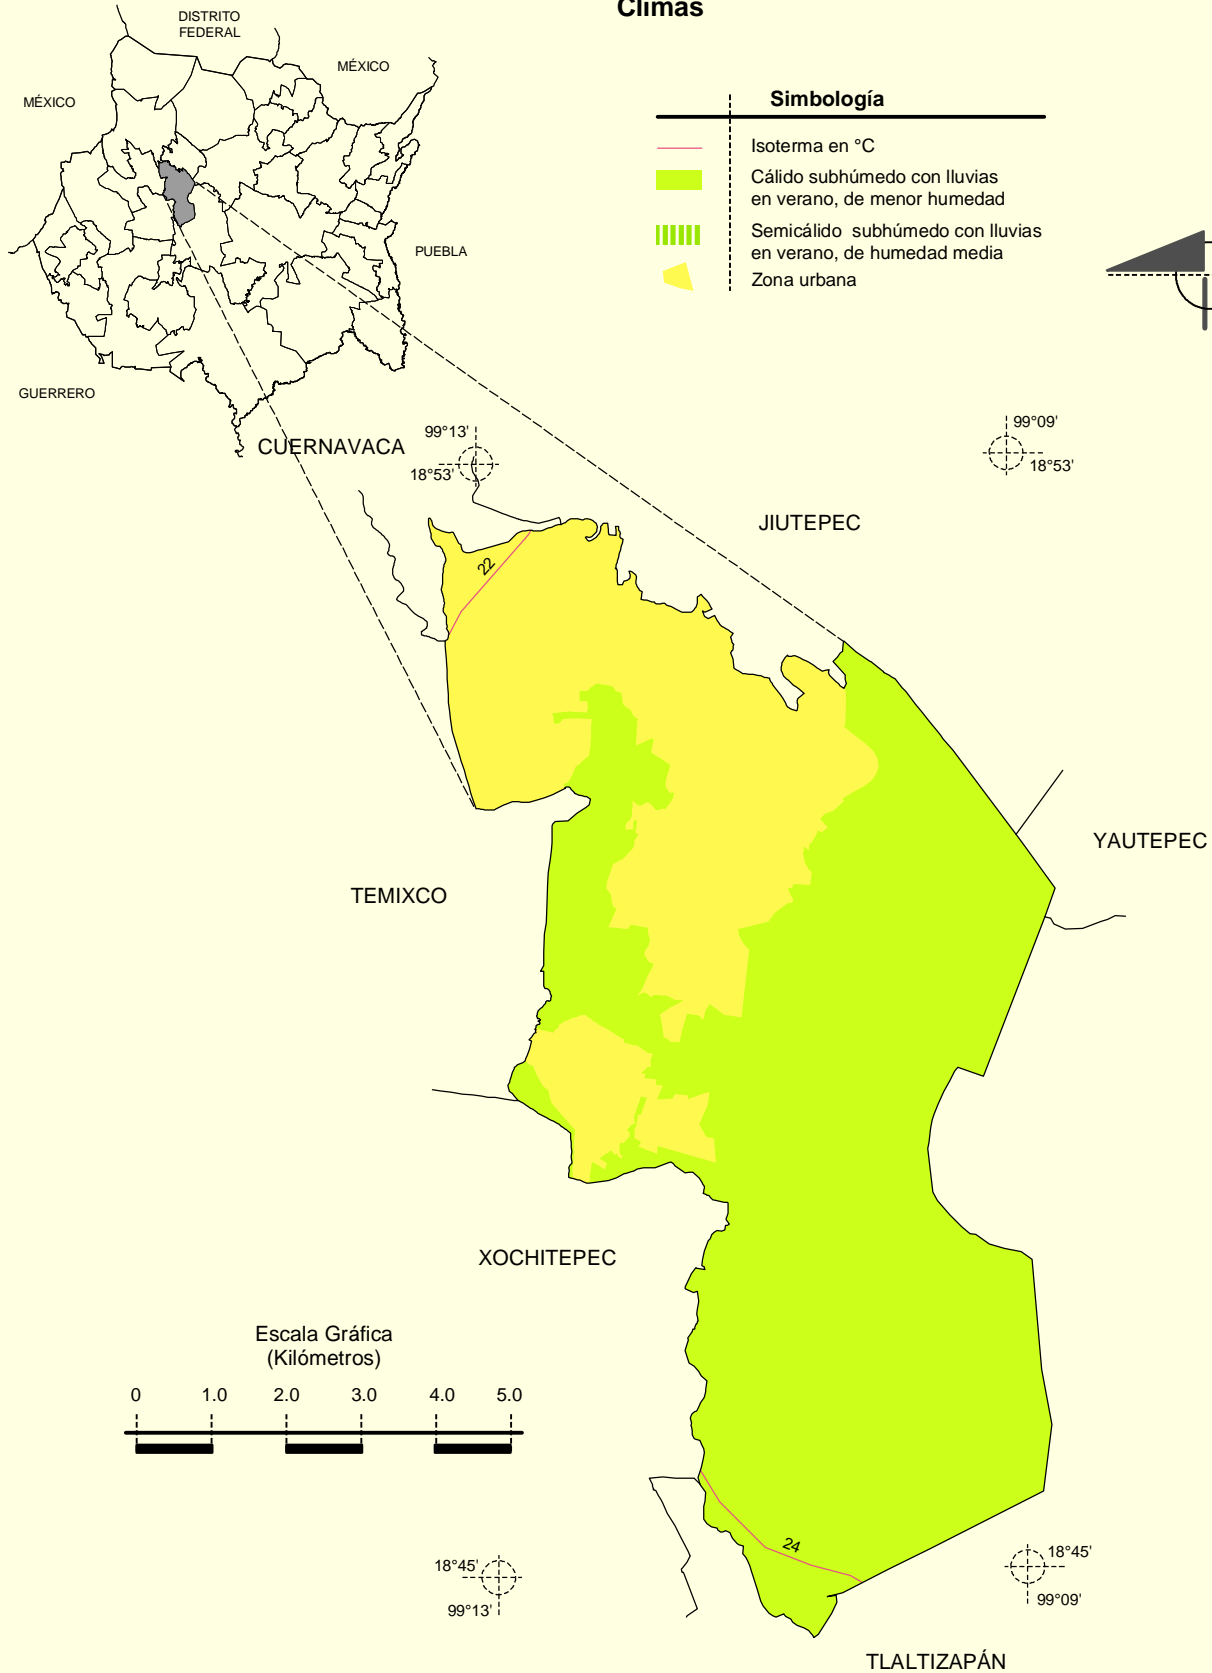 Climas
DISTRITO
FEDERAL
MÉXICO
MÉXICO
PUEBLA
GUERRERO
Simbología
Isoterma en °C
Cálido subhúmedo con lluvias
en verano, de menor humedad
Semicálido subhúmedo con lluvias
en verano, de humedad media
Zona urbana
CUERNAVACA
99°13'
18°53'
99°09'
18°53'
JIUTEPEC
22
YAUTEPEC
TEMIXCO
XOCHITEPEC
Escala Gráfica
(Kilómetros)
0 1.0 2.0 3.0 4.0 5.0
24
18°45'
99°13'
18°45'
99°09'
TLALTIZAPÁN